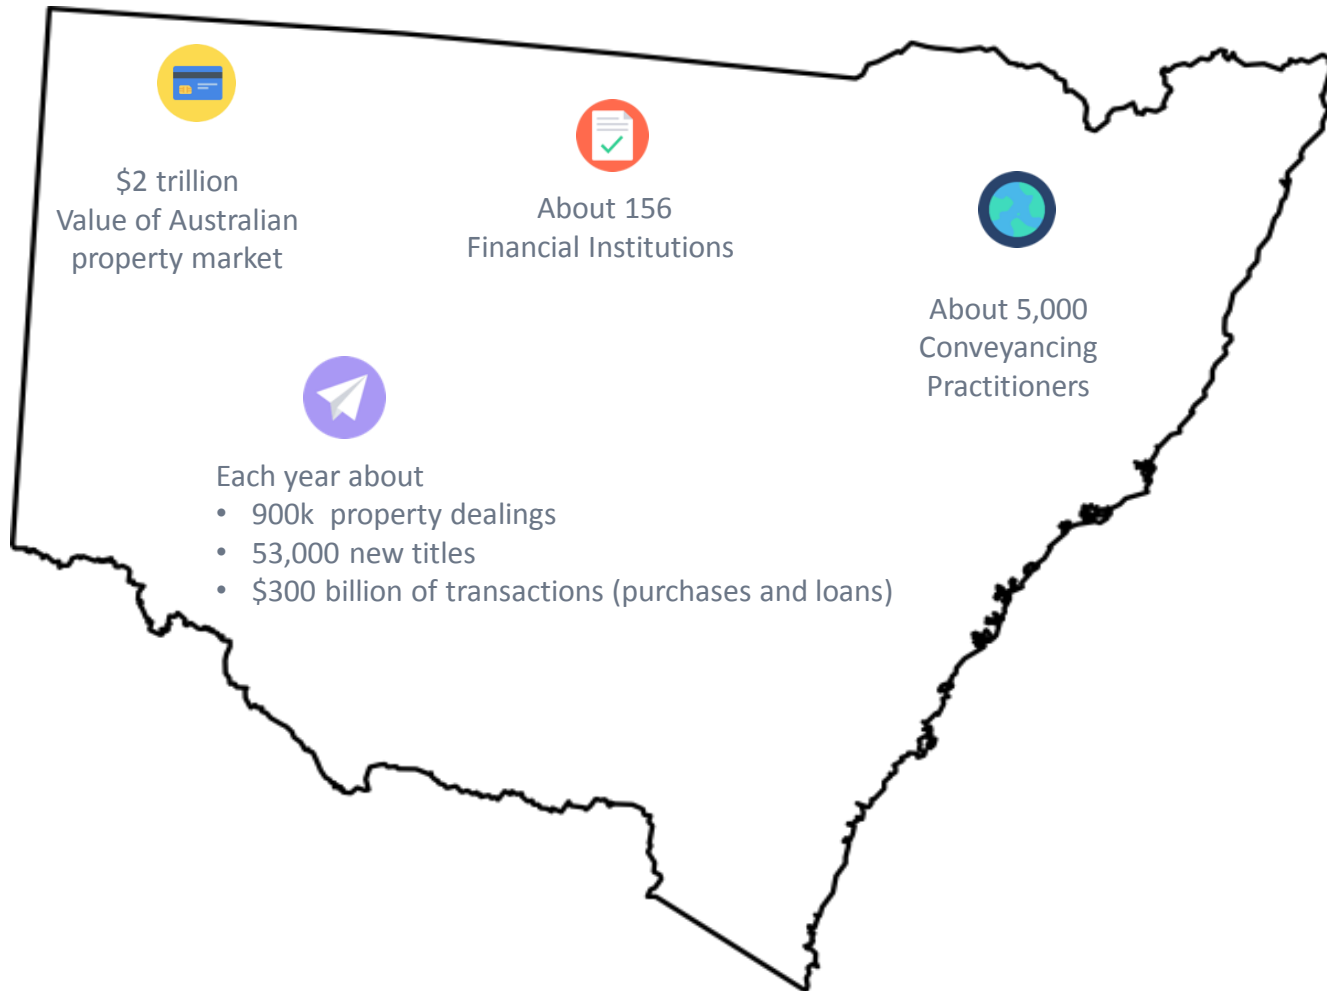 $2 trillion
Value of Australian
property market
About 156
Financial Institutions
About 5,000
Conveyancing
Practitioners
Each year about
• 900k property dealings
• 53,000 new titles
• $300 billion of transactions (purchases and loans)